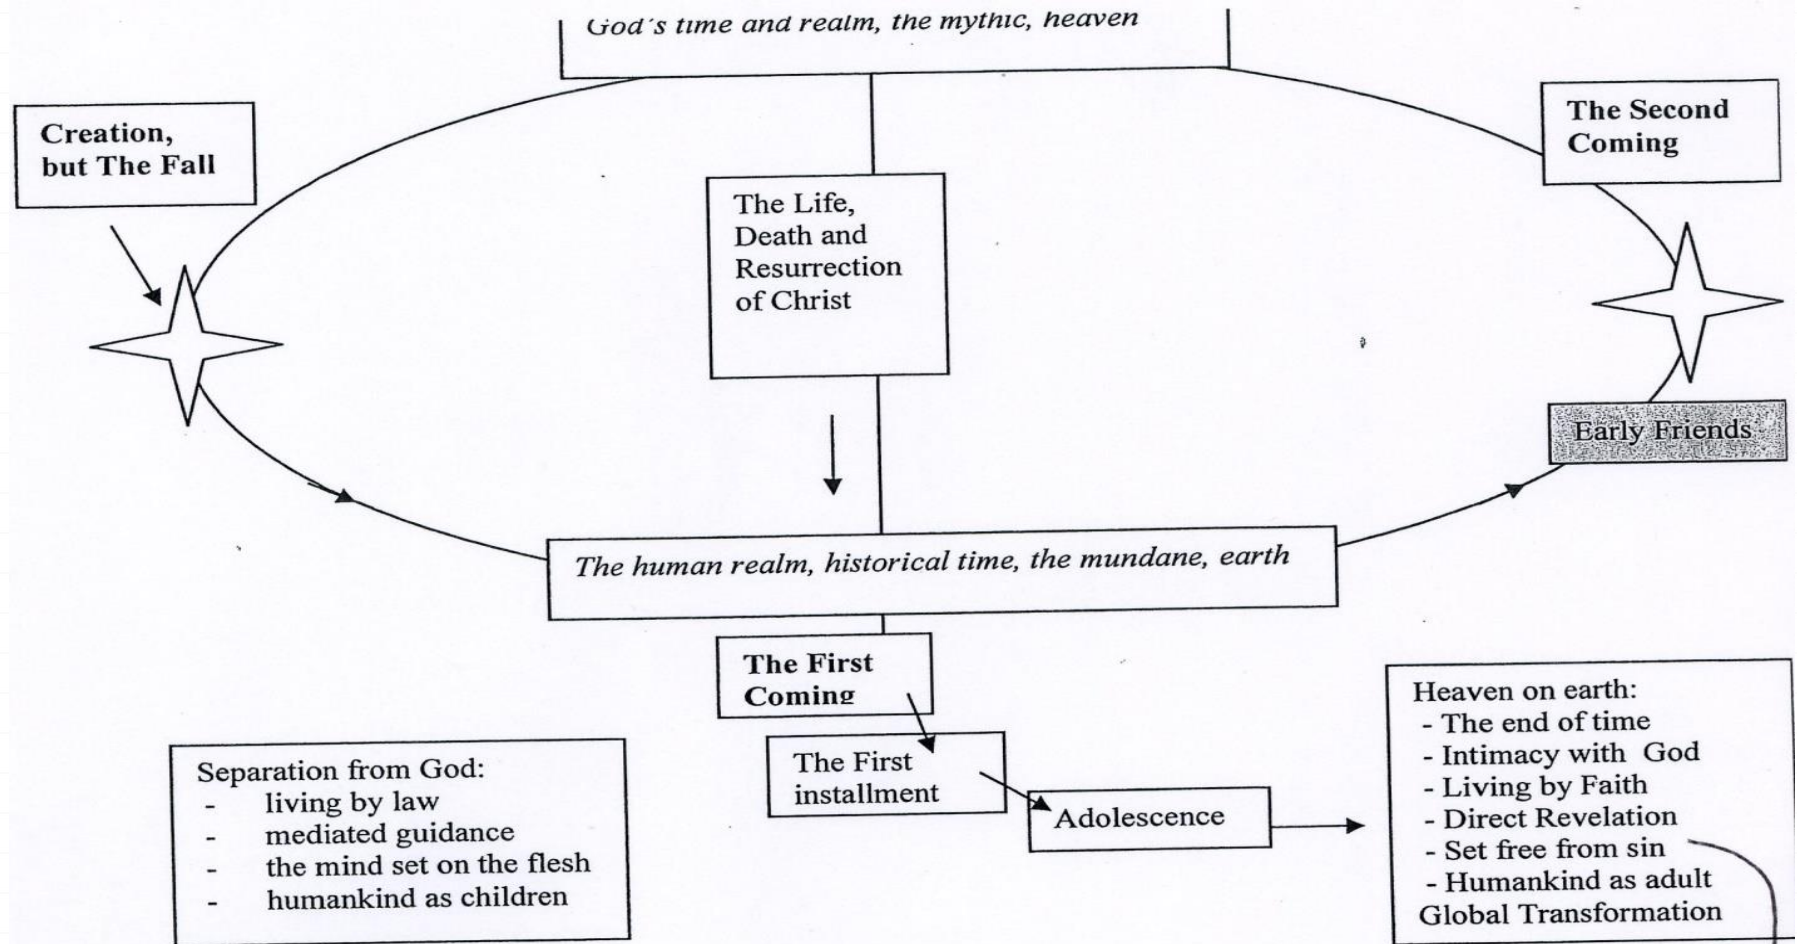 God's time and realm, the mythic, heaven
Creation,
but The Fall
The Second
Coming
The Life,
Death and
Resurrection
of Christ
Early Friends
The human realm, historical time, the mundane, earth
The First
Coming
The First
installment
Adolescence
Separation from God:
- living by law
- mediated guidance
- the mind set on the flesh
- humankind as children
Heaven on earth:
- The end of time
- Intimacy with God
- Living by Faith
- Direct Revelation
- Set free from sin
- Humankind as adult
Global Transformation